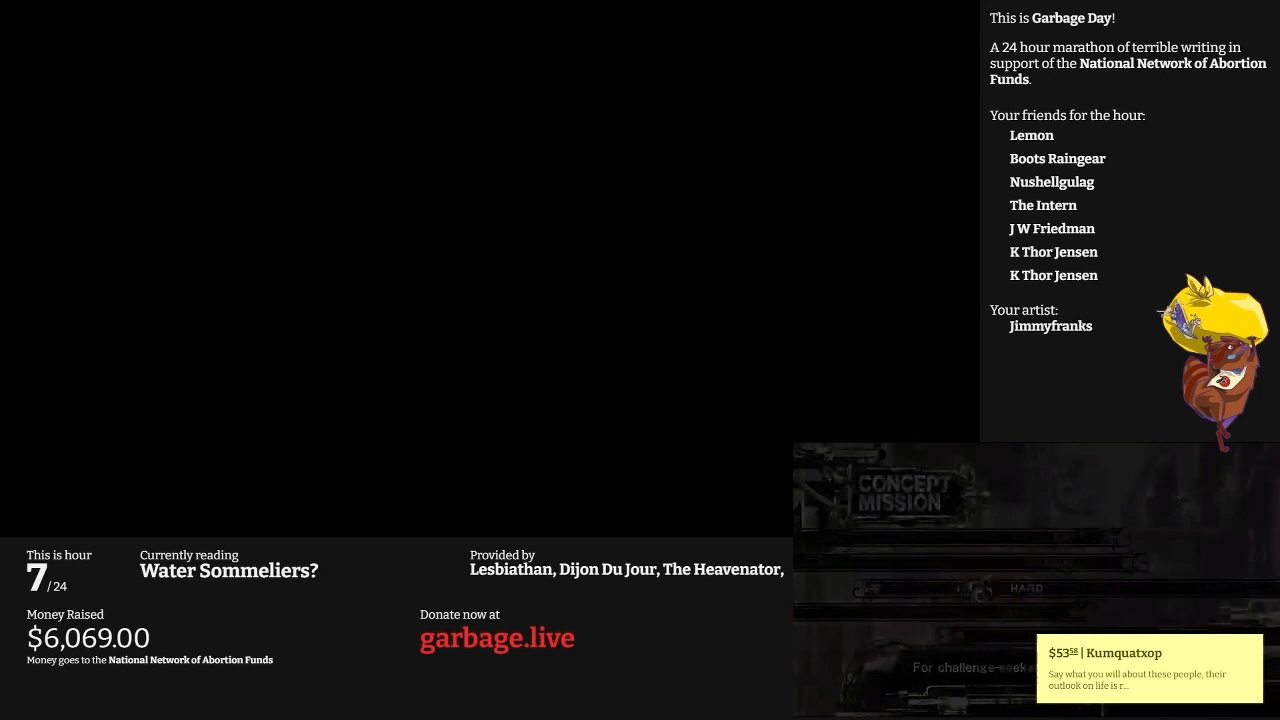 This is Garbage Day!
A 24 hour marathon of terrible writing in
support of the National Network of Abortion
Funds.
Your friends for the hour:
Lemon
Boots Raingear
Nushellgulag
The Intern
J W Friedman
K Thor Jensen
K Thor Jensen
Your artist:
Jimmyfranks
CONCEPT
MISSION
HARD
For challenge-seek
This is hour
7/24
Currently reading
Water Sommeliers?
Provided by
Lesbiathan, Dijon Du Jour, The Heavenator,
Money Raised
$6,069.00
Money goes to the National Network of Abortion Funds
Donate now at
garbage.live
$53.58 | Kumquatxop
Say what you will about these people, their
outlook on life is r...